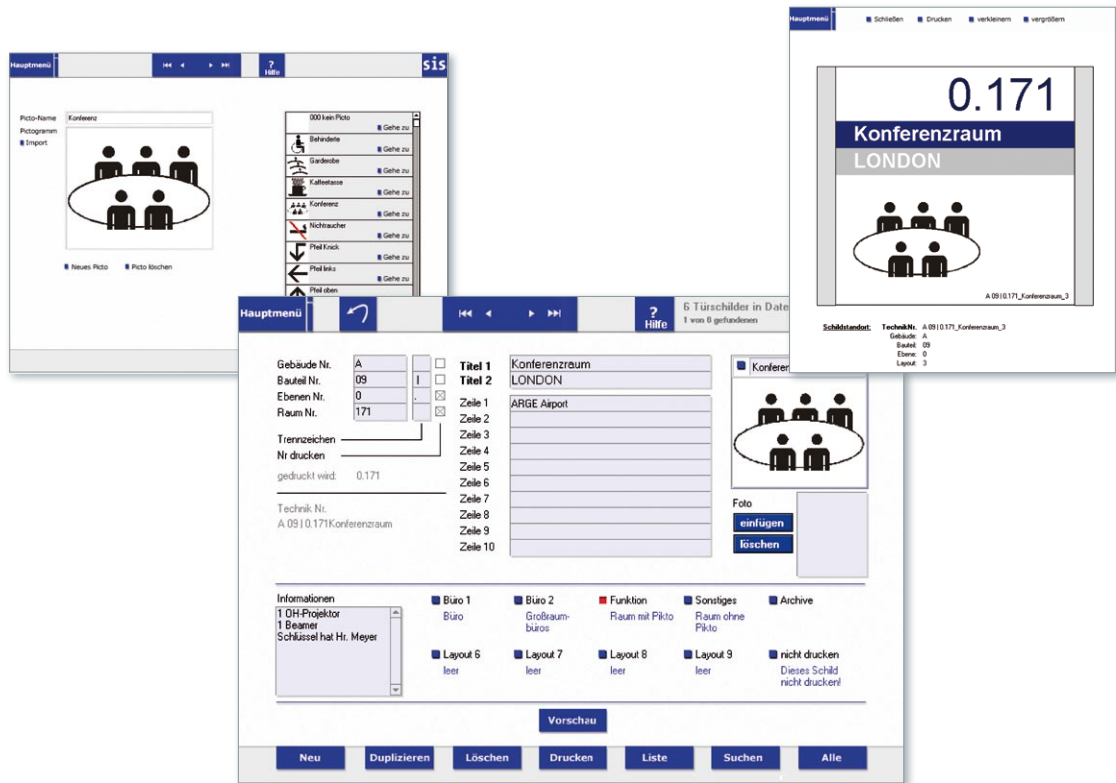 Hauptmenü
?
Hilfe
sis
Picto-Name
Konferenz
Pictogramm
Import
Neues Picto
Picto löschen
000 kein Picto
Gehe zu
Behinderte
Gehe zu
Garderobe
Gehe zu
Kaffeetasse
Gehe zu
Konferenz
Gehe zu
Nichtraucher
Gehe zu
Pfeil Knick
Gehe zu
Pfeil links
Gehe zu
Pfeil oben
Hauptmenü
Schließen
Drucken
verkleinern
vergrößern
0.171
Konferenzraum
LONDON
A 09|0.171_Konferenzraum_3
Schildstandort:
TechnikNr. A 09|0.171_Konferenzraum_3
Gebäude: A
Bauteil: 09
Ebene: 0
Layout: 3
Hauptmenü
?
Hilfe
6 Türschilder in Date
1 von 6 gefundenen
Gebäude Nr. A
Bauteil Nr. 09 |
Ebenen Nr. 0 .
Raum Nr. 171
Trennzeichen
Nr drucken
gedruckt wird: 0.171
Technik Nr.
A 09|0.171Konferenzraum
Titel 1 Konferenzraum
Titel 2 LONDON
Zeile 1 ARGE Airport
Zeile 2
Zeile 3
Zeile 4
Zeile 5
Zeile 6
Zeile 7
Zeile 8
Zeile 9
Zeile 10
Foto
einfügen
löschen
Informationen
1 OH-Projektor
1 Beamer
Schlüssel hat Hr. Meyer
Büro 1
Büro
Büro 2
Großraum-
büros
Funktion
Raum mit Pikto
Sonstiges
Raum ohne
Pikto
Archive
Layout 6
leer
Layout 7
leer
Layout 8
leer
Layout 9
leer
nicht drucken
Dieses Schild
nicht drucken!
Vorschau
Neu
Duplizieren
Löschen
Drucken
Liste
Suchen
Alle